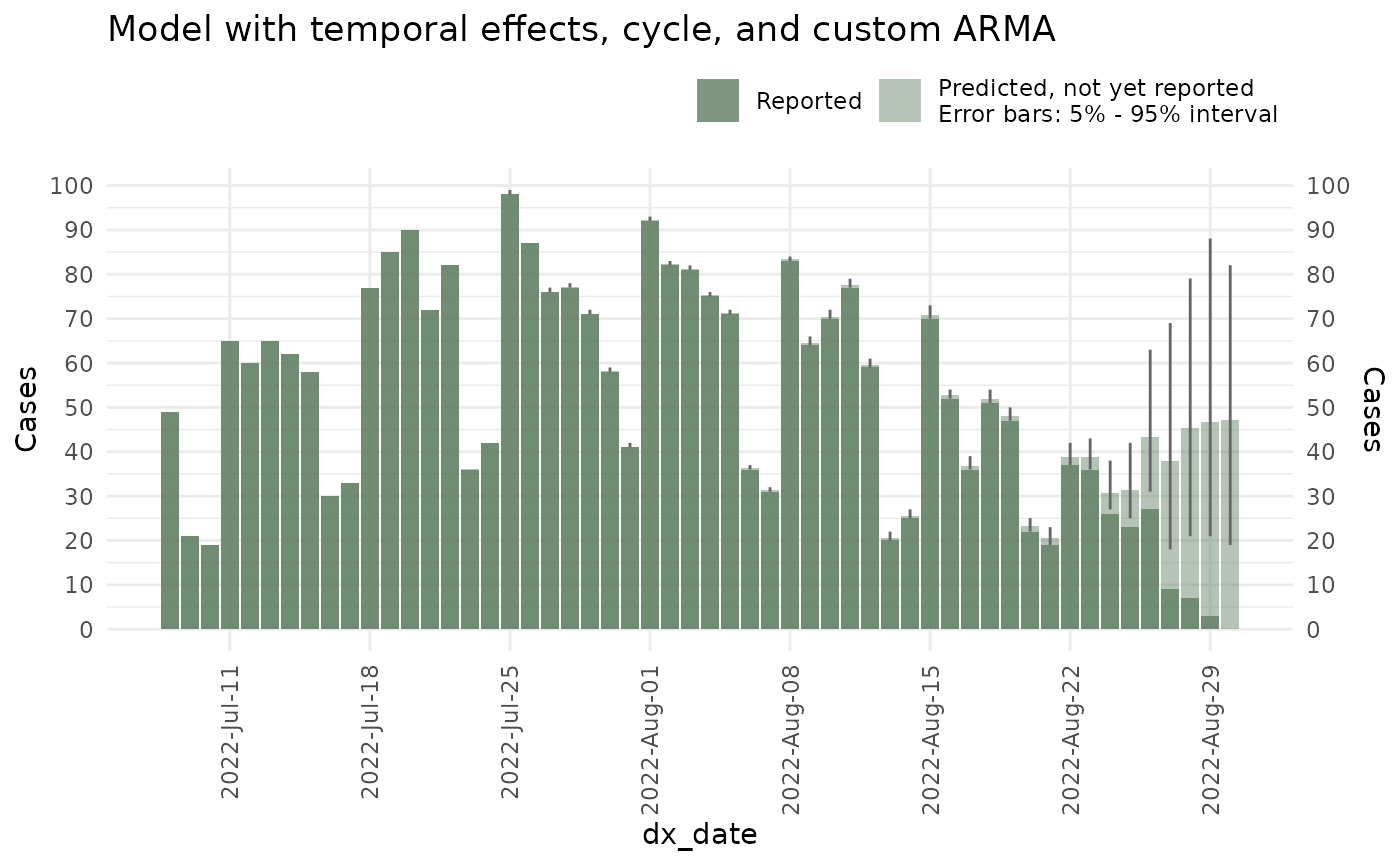 Model with temporal effects, cycle, and custom ARMA
Reported
Predicted, not yet reported
Error bars: 5% - 95% interval
100
90
80
70
60
50
40
30
20
10
0
Cases
100
90
80
70
60
50
40
30
20
10
0
Cases
2022-Jul-11
2022-Jul-18
2022-Jul-25
2022-Aug-01
2022-Aug-08
2022-Aug-15
2022-Aug-22
2022-Aug-29
dx_date